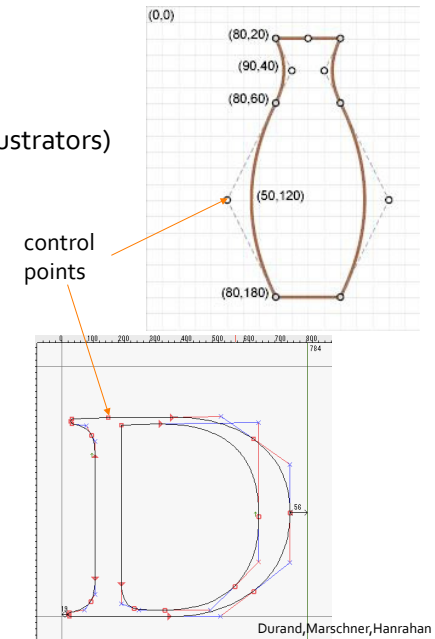 (0,0)
(80,20)
(90,40)
(80,60)
ustrators)
(50,120)
control
points
(80,180)
0 100 200 300 400 500 600 700 800
784
56
Durand,Marschner,Hanrahan